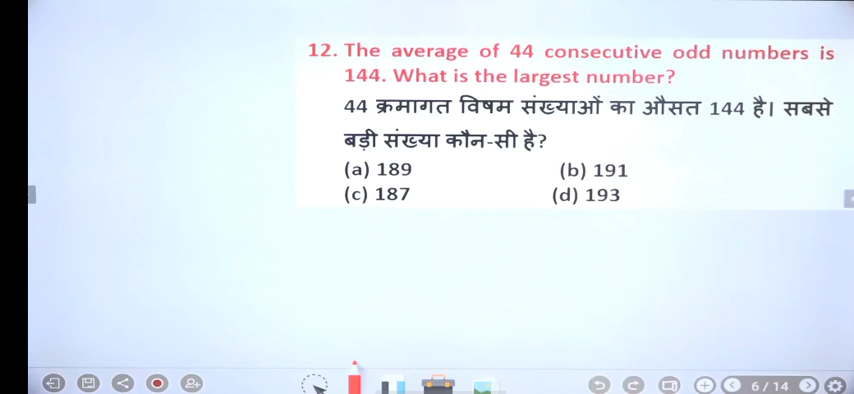 12. The average of 44 consecutive odd numbers is
144. What is the largest number?
44 क्रमागत विषम संख्याओं का औसत 144 है। सबसे
बड़ी संख्या कौन-सी है?
(a) 189 (b) 191
(c) 187 (d) 193
6 / 14